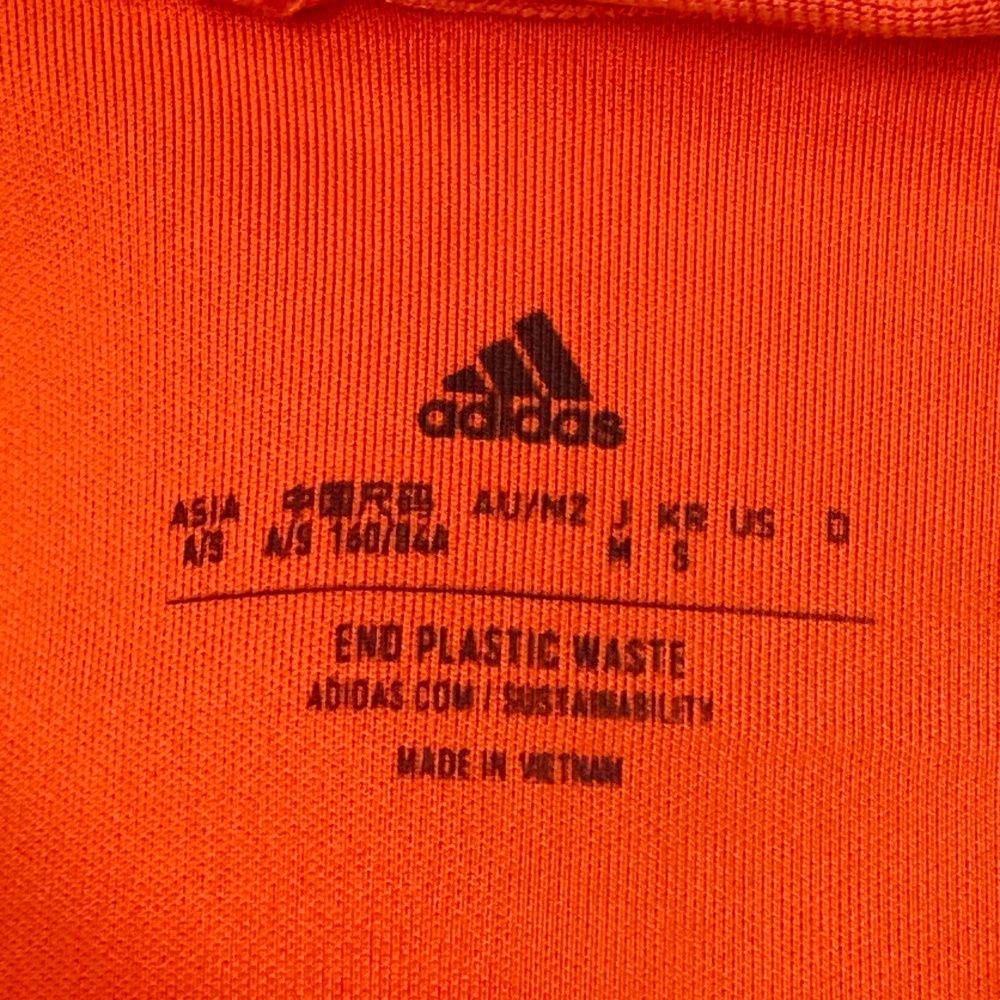 adidas
ASIA 中国尺码 AU/NZ J KR US D
A/S A/S 160/84A M S
END PLASTIC WASTE
ADIDAS.COM / SUSTAINABILITY
MADE IN VIETNAM